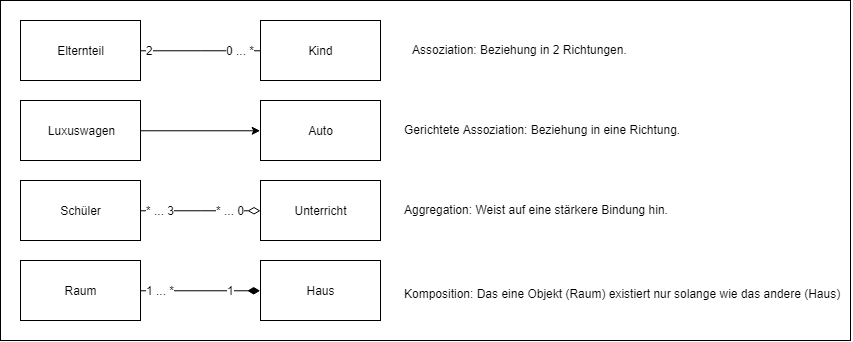 Elternteil 2 0 ... * Kind Assoziation: Beziehung in 2 Richtungen.
Luxuswagen Auto Gerichtete Assoziation: Beziehung in eine Richtung.
Schüler * ... 3 * ... 0 Unterricht Aggregation: Weist auf eine stärkere Bindung hin.
Raum 1 ... * 1 Haus Komposition: Das eine Objekt (Raum) existiert nur solange wie das andere (Haus)